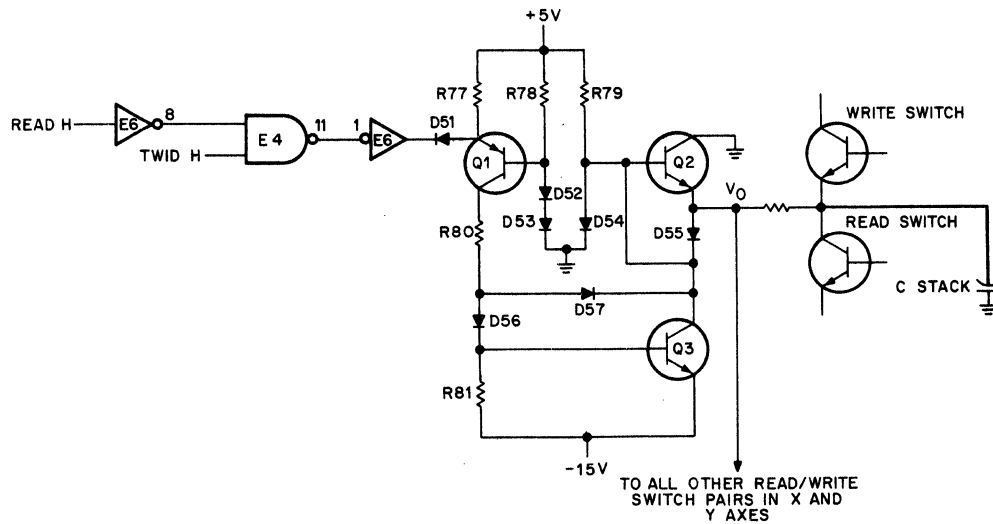 +5V
R77
R78
R79
READ H
E6
8
E4
11
1
E6
D51
TWID H
Q1
Q2
WRITE SWITCH
D52
D53
D54
V0
D55
READ SWITCH
R80
C STACK
D57
D56
Q3
R81
-15V
TO ALL OTHER READ/WRITE
SWITCH PAIRS IN X AND
Y AXES